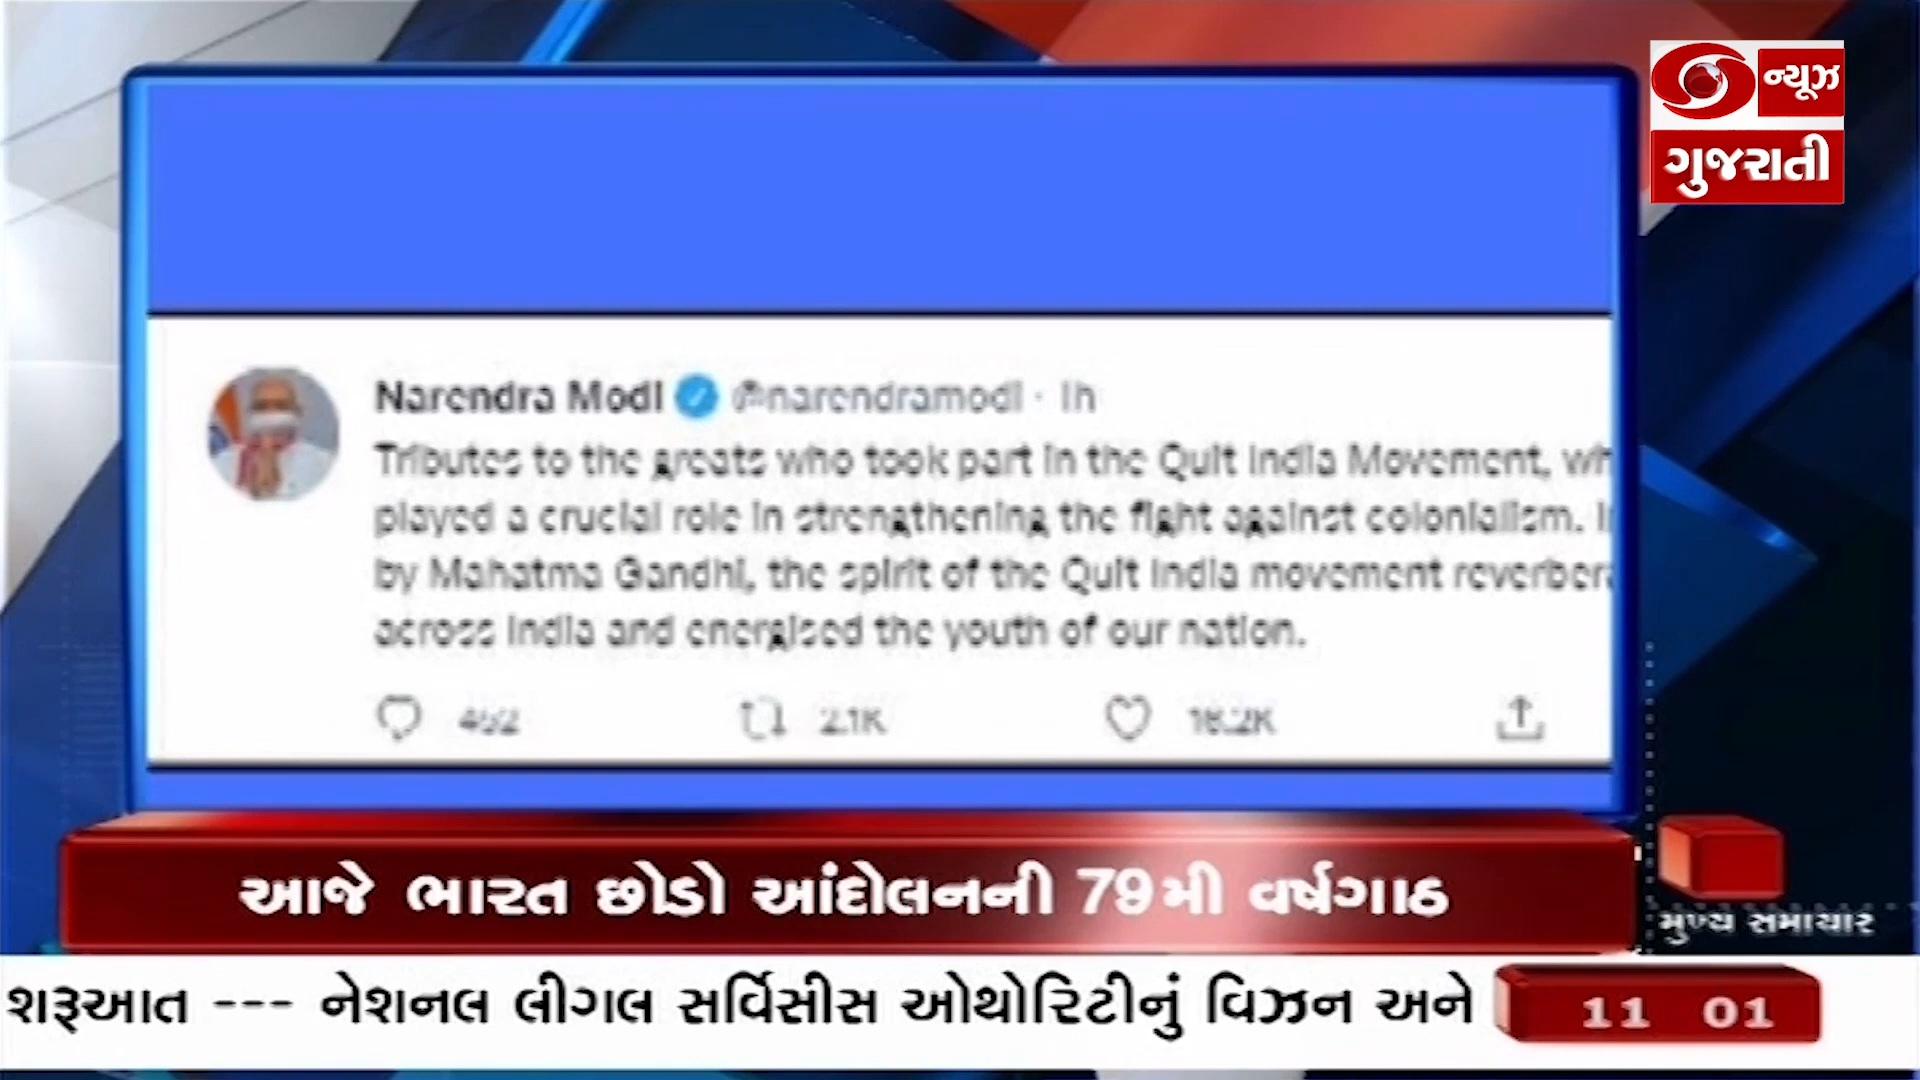 ન્યૂઝ
ગુજરાતી
Narendra Modi @narendramodi · 1h
Tributes to the greats who took part in the Quit India Movement, wh
played a crucial role in strengthening the fight against colonialism. I
by Mahatma Gandhi, the spirit of the Quit India movement reverbera
across India and energised the youth of our nation.
2.1K 18.2K
આજે ભારત છોડો આંદોલનની 79મી વર્ષગાઠ
મુખ્ય સમાચાર
શરૂઆત --- નેશનલ લીગલ સર્વિસીસ ઓથોરિટીનું વિઝન અને
11 01